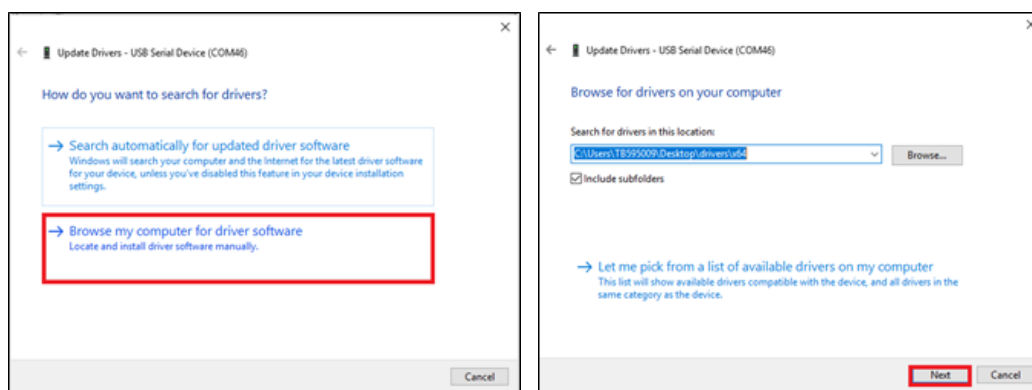 Update Drivers - USB Serial Device (COM46)
How do you want to search for drivers?
Search automatically for updated driver software
Windows will search your computer and the Internet for the latest driver software
for your device, unless you've disabled this feature in your device installation
settings.
Browse my computer for driver software
Locate and install driver software manually.
Cancel
Update Drivers - USB Serial Device (COM46)
Browse for drivers on your computer
Search for drivers in this location:
C:\Users\TB595009\Desktop\drivers\x64
Browse...
Include subfolders
Let me pick from a list of available drivers on my computer
This list will show available drivers compatible with the device, and all drivers in the
same category as the device.
Next
Cancel